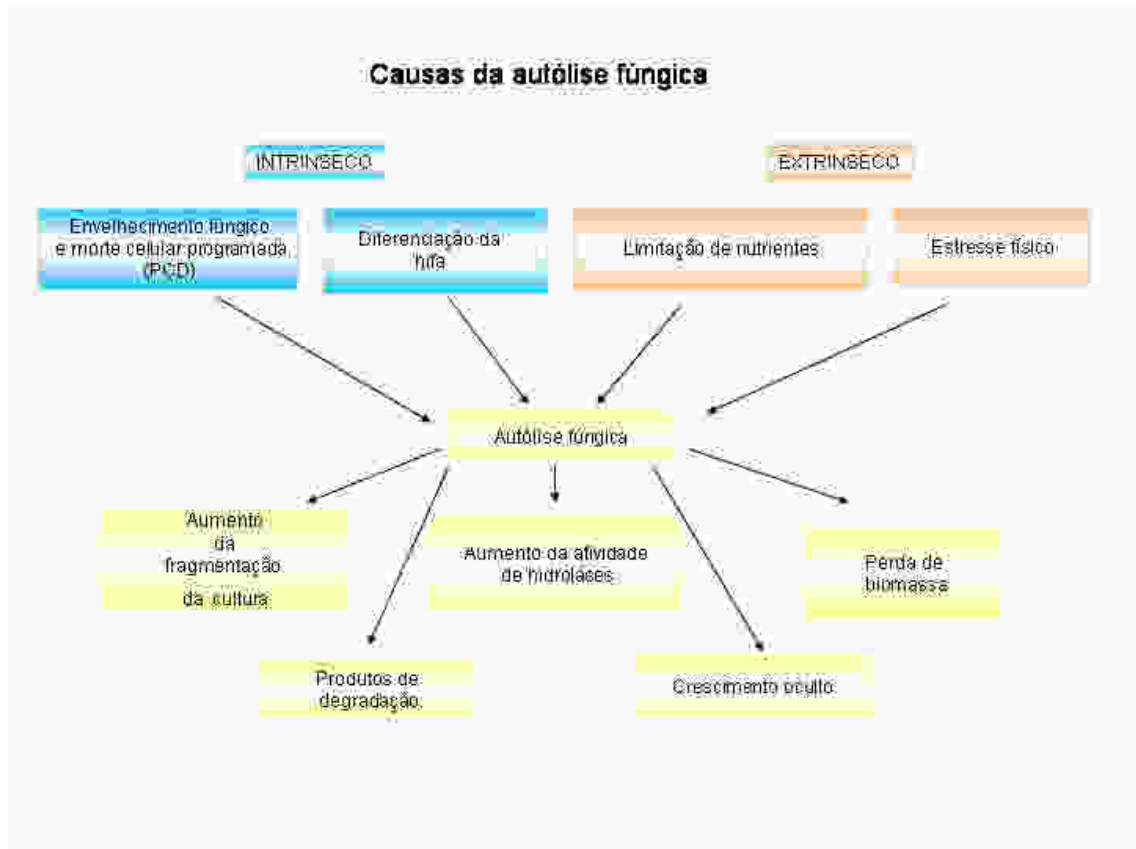 Causas da autólise fúngica
INTRINSECO
EXTRINSECO
Envelhecimento fúngico
e morte celular programada
(PCD)
Diferenciação da
hifa
Limitação de nutrientes
Estresse físico
Autólise fúngica
Aumento
da
fragmentação
da cultura
Aumento da atividade
de hidrolases
Perda de
biomassa
Produtos de
degradação
Crescimento oculto